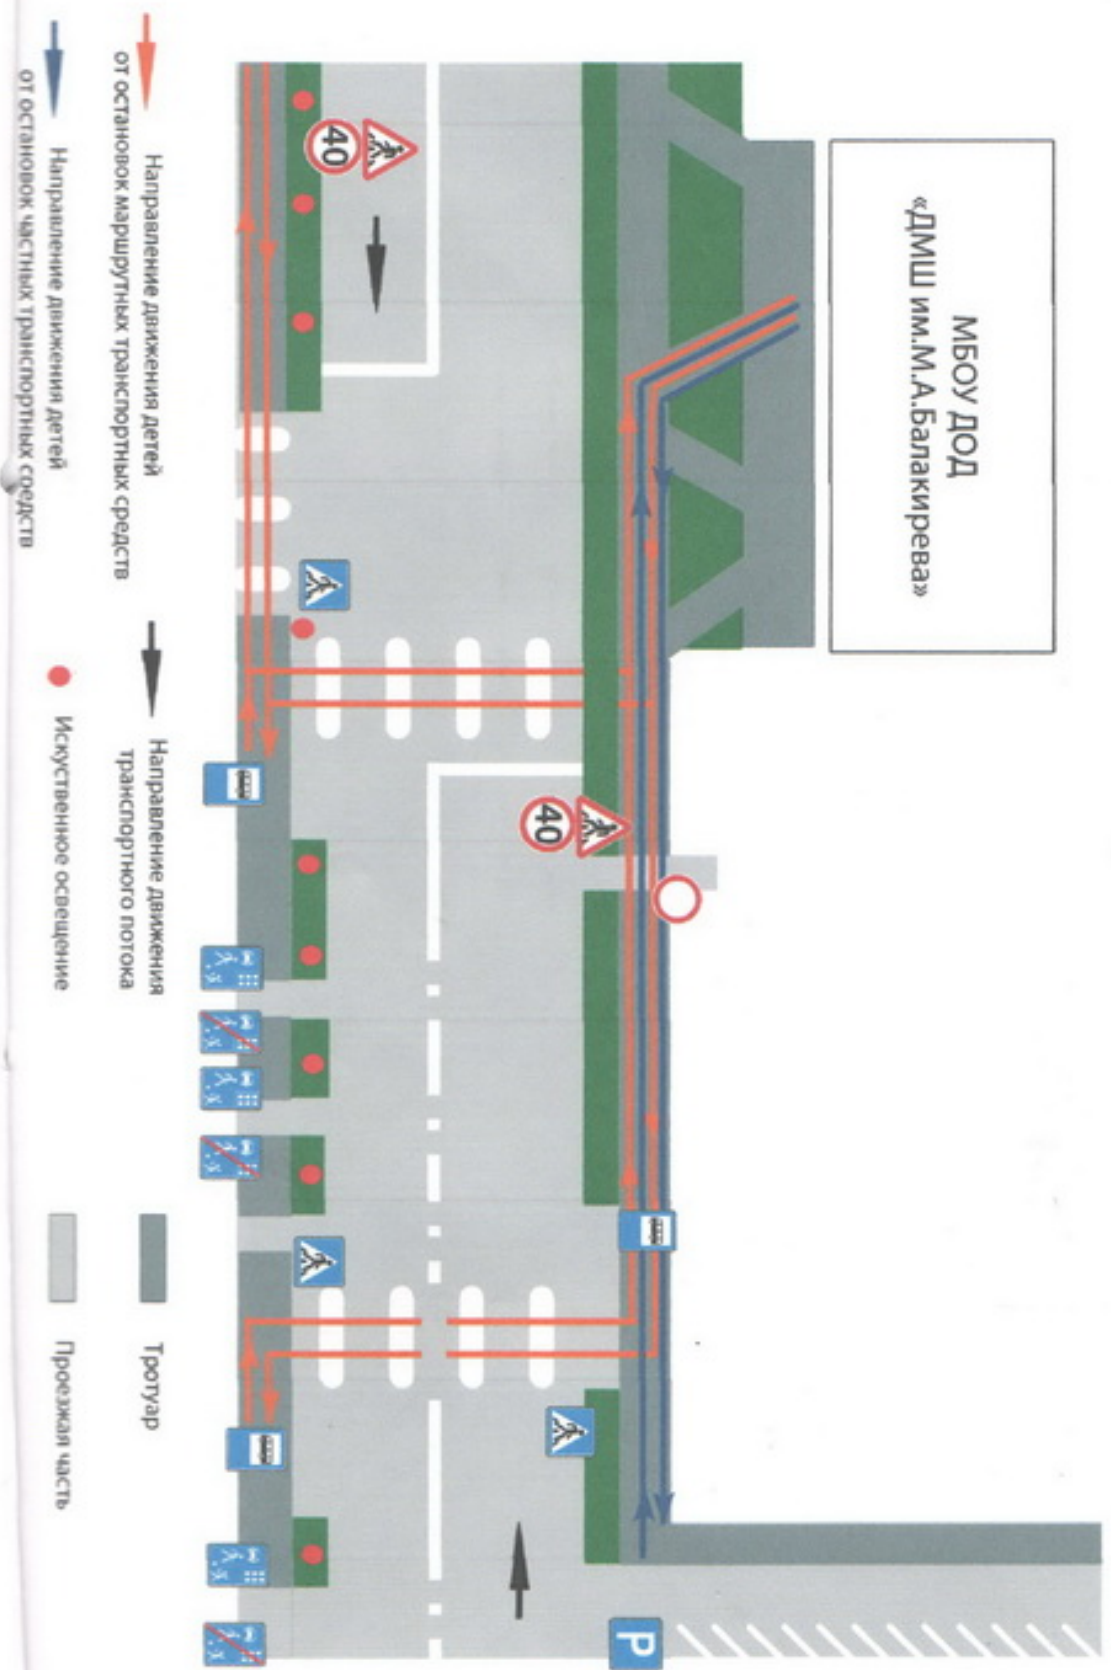 МБОУ ДОД
«ДМШ им.М.А.Балакирева»
40
40
P
Направление движения детей
от остановок маршрутных транспортных средств
Направление движения детей
от остановок частных транспортных средств
Направление движения
транспортного потока
Искуственное освещение
Тротуар
Проезжая часть